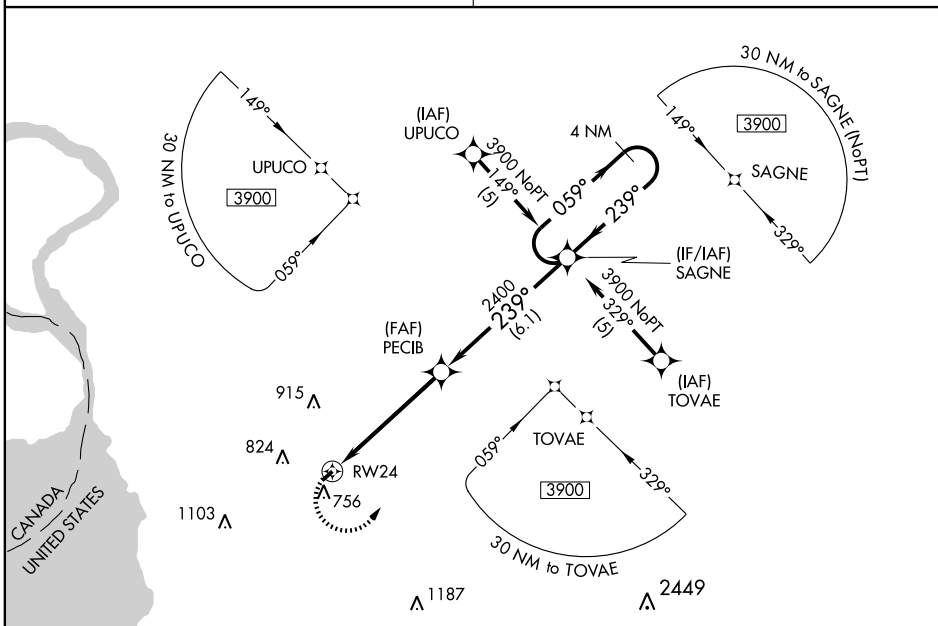 30 NM to SAGNE (NoPT)
149°
3900
SAGNE
329°
149°
UPUCO
3900
059°
30 NM to UPUCO
(IAF)
UPUCO
3900 NoPT
149°
(5)
4 NM
059°
239°
(IF/IAF)
SAGNE
3900 NoPT
329°
(5)
(IAF)
TOVAE
2400
239°
(6.1)
(FAF)
PECIB
915
824
RW24
756
1103
TOVAE
059°
329°
3900
30 NM to TOVAE
CANADA
UNITED STATES
1187
2449